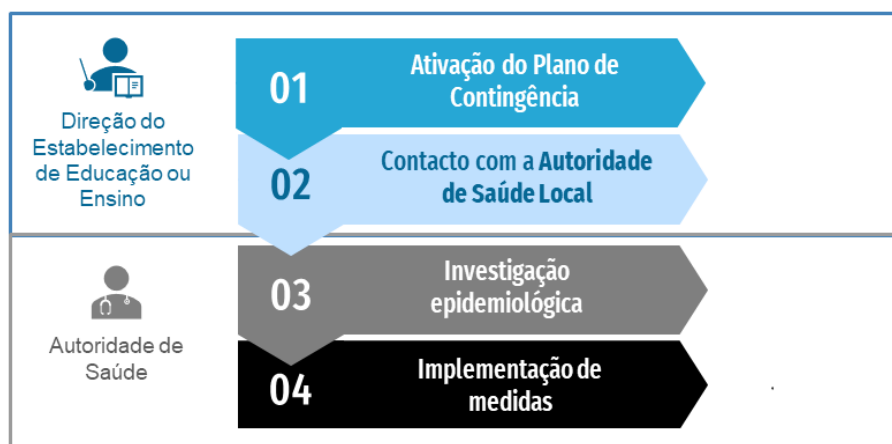 01
Ativação do Plano de
Contingência
Direção do
Estabelecimento
de Educação ou
Ensino
02
Contacto com a Autoridade
de Saúde Local
03
Investigação
epidemiológica
Autoridade de
Saúde
04
Implementação de
medidas
.